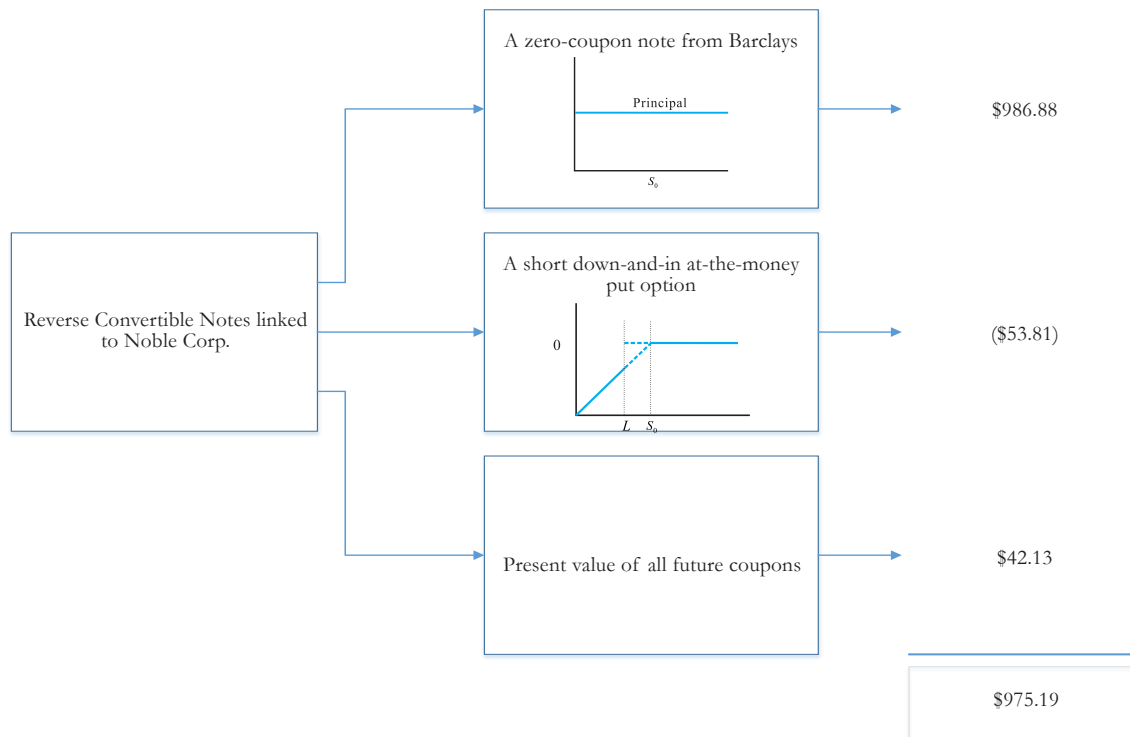 A zero-coupon note from Barclays
Principal
S₀
$986.88
Reverse Convertible Notes linked
to Noble Corp.
A short down-and-in at-the-money
put option
0
L S₀
($53.81)
Present value of all future coupons
$42.13
$975.19